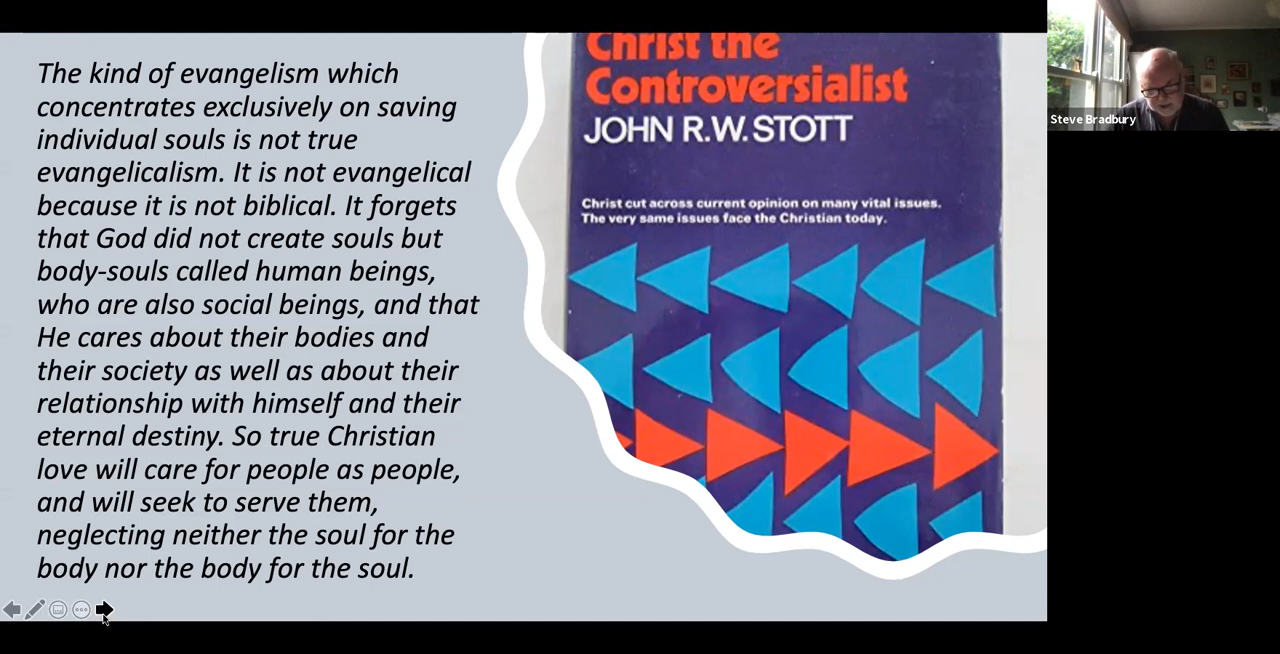 The kind of evangelism which
concentrates exclusively on saving
individual souls is not true
evangelicalism. It is not evangelical
because it is not biblical. It forgets
that God did not create souls but
body-souls called human beings,
who are also social beings, and that
He cares about their bodies and
their society as well as about their
relationship with himself and their
eternal destiny. So true Christian
love will care for people as people,
and will seek to serve them,
neglecting neither the soul for the
body nor the body for the soul.
Christ the
Controversialist
JOHN R.W. STOTT
Christ cut across current opinion on many vital issues.
The very same issues face the Christian today.
Steve Bradbury